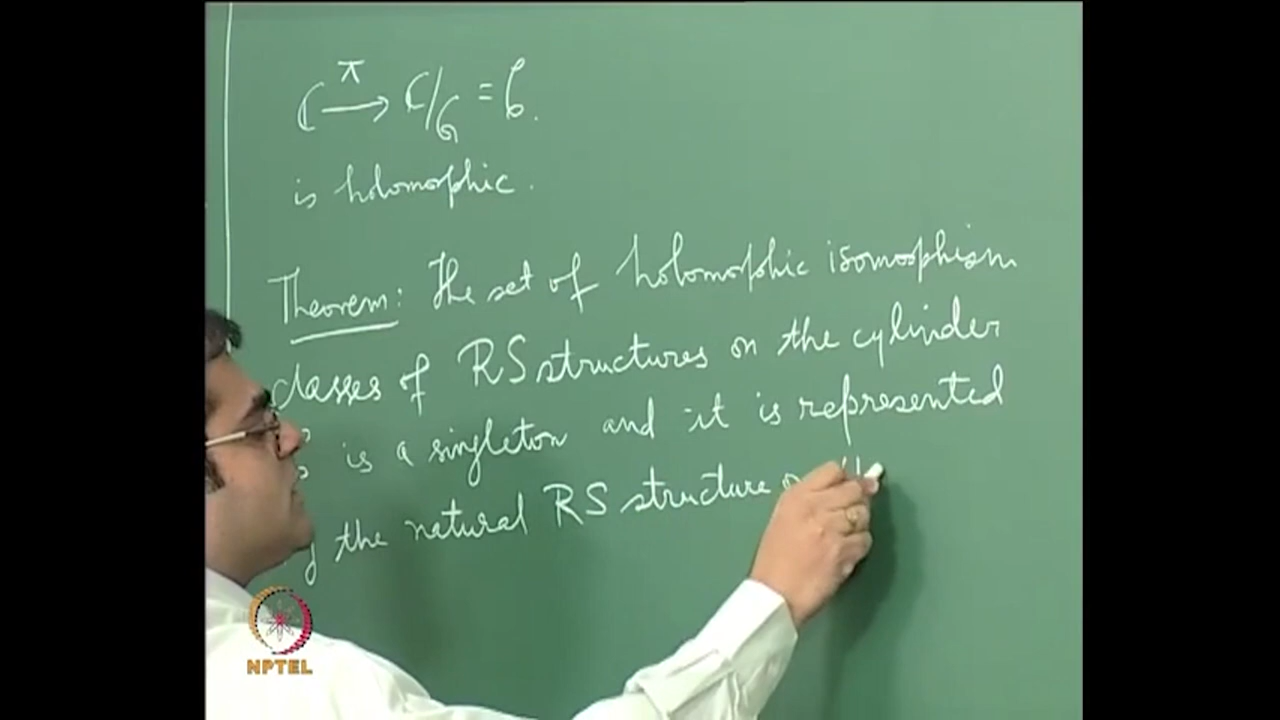 ℂ --π--> ℂ/G = 𝒞.
is holomorphic.
Theorem: The set of holomorphic isomorphism
classes of RS structures on the cylinder
is a singleton and it is represented
the natural RS structure
NPTEL